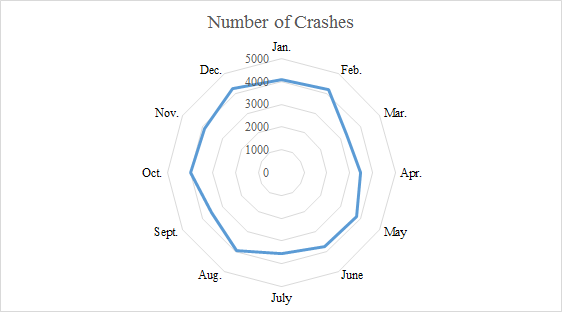 Number of Crashes
Jan.
Feb.
Mar.
Apr.
May
June
July
Aug.
Sept.
Oct.
Nov.
Dec.
5000
4000
3000
2000
1000
0